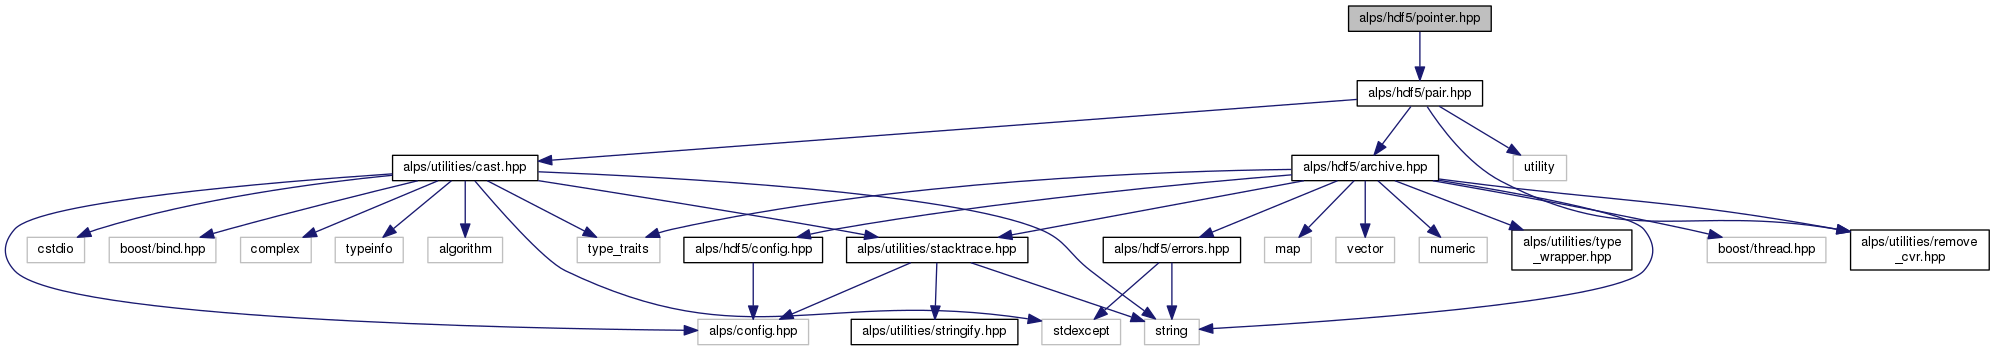 alps/hdf5/pointer.hpp
alps/hdf5/pair.hpp
alps/utilities/cast.hpp
alps/hdf5/archive.hpp
utility
cstdio
boost/bind.hpp
complex
typeinfo
algorithm
type_traits
alps/hdf5/config.hpp
alps/utilities/stacktrace.hpp
alps/hdf5/errors.hpp
map
vector
numeric
alps/utilities/type
_wrapper.hpp
boost/thread.hpp
alps/utilities/remove
_cvr.hpp
alps/config.hpp
alps/utilities/stringify.hpp
stdexcept
string